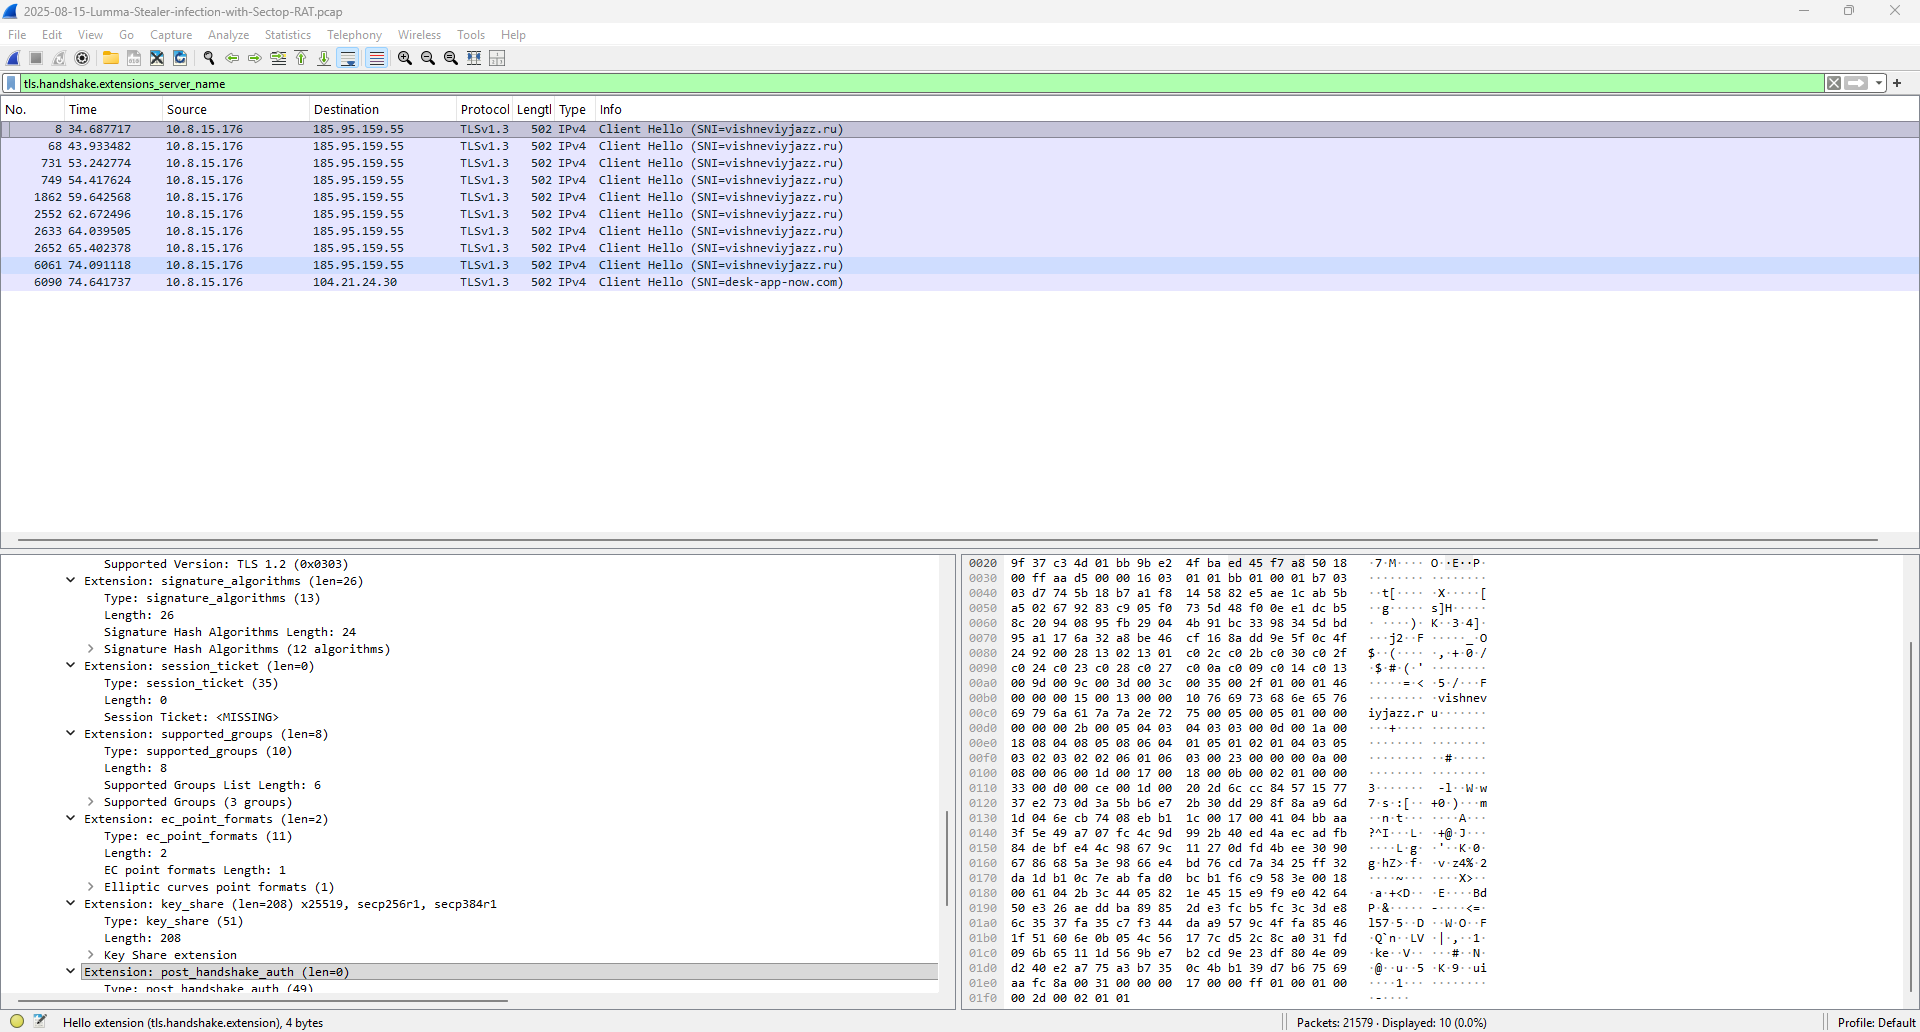 2025-08-15-Lumma-Stealer-infection-with-Sectop-RAT.pcap
File Edit View Go Capture Analyze Statistics Telephony Wireless Tools Help
tls.handshake.extensions_server_name
No. Time Source Destination Protocol Lengtl Type Info
8 34.687717 10.8.15.176 185.95.159.55 TLSv1.3 502 IPv4 Client Hello (SNI=vishneviyjazz.ru)
68 43.933482 10.8.15.176 185.95.159.55 TLSv1.3 502 IPv4 Client Hello (SNI=vishneviyjazz.ru)
731 53.242774 10.8.15.176 185.95.159.55 TLSv1.3 502 IPv4 Client Hello (SNI=vishneviyjazz.ru)
749 54.417624 10.8.15.176 185.95.159.55 TLSv1.3 502 IPv4 Client Hello (SNI=vishneviyjazz.ru)
1862 59.642568 10.8.15.176 185.95.159.55 TLSv1.3 502 IPv4 Client Hello (SNI=vishneviyjazz.ru)
2552 62.672496 10.8.15.176 185.95.159.55 TLSv1.3 502 IPv4 Client Hello (SNI=vishneviyjazz.ru)
2633 64.039505 10.8.15.176 185.95.159.55 TLSv1.3 502 IPv4 Client Hello (SNI=vishneviyjazz.ru)
2652 65.402378 10.8.15.176 185.95.159.55 TLSv1.3 502 IPv4 Client Hello (SNI=vishneviyjazz.ru)
6061 74.091118 10.8.15.176 185.95.159.55 TLSv1.3 502 IPv4 Client Hello (SNI=vishneviyjazz.ru)
6090 74.641737 10.8.15.176 104.21.24.30 TLSv1.3 502 IPv4 Client Hello (SNI=desk-app-now.com)
Supported Version: TLS 1.2 (0x0303)
Extension: signature_algorithms (len=26)
Type: signature_algorithms (13)
Length: 26
Signature Hash Algorithms Length: 24
Signature Hash Algorithms (12 algorithms)
Extension: session_ticket (len=0)
Type: session_ticket (35)
Length: 0
Session Ticket: <MISSING>
Extension: supported_groups (len=8)
Type: supported_groups (10)
Length: 8
Supported Groups List Length: 6
Supported Groups (3 groups)
Extension: ec_point_formats (len=2)
Type: ec_point_formats (11)
Length: 2
EC point formats Length: 1
Elliptic curves point formats (1)
Extension: key_share (len=208) x25519, secp256r1, secp384r1
Type: key_share (51)
Length: 208
Key Share extension
Extension: post_handshake_auth (len=0)
Type: post_handshake_auth (49)
0020 9f 37 c3 4d 01 bb 9b e2 4f ba ed 45 f7 a8 50 18 ·7·M···· O··E··P·
0030 00 ff aa d5 00 00 16 03 01 01 bb 01 00 01 b7 03 ········ ········
0040 03 d7 74 5b 18 b7 a1 f8 14 58 82 e5 ae 1c ab 5b ··t[···· ·X·····[
0050 a5 02 67 92 83 c9 05 f0 73 5d 48 f0 0e e1 dc b5 ··g····· s]H·····
0060 8c 20 94 08 95 fb 29 04 4b 91 bc 33 98 34 5d bd · ····)· K··3·4]·
0070 95 a1 17 6a 32 a8 be 46 cf 16 8a dd 9e 5f 0c 4f ···j2··F ·····_·O
0080 24 92 00 28 13 02 13 01 c0 2c c0 2b c0 30 c0 2f $··(···· ·,·+·0·/
0090 c0 24 c0 23 c0 28 c0 27 c0 0a c0 09 c0 14 c0 13 ·$·#·(·' ········
00a0 00 9d 00 9c 00 3d 00 3c 00 35 00 2f 01 00 01 46 ·····=·< ·5·/···F
00b0 00 00 00 15 00 13 00 00 10 76 69 73 68 6e 65 76 ········ ·vishnev
00c0 69 79 6a 61 7a 7a 2e 72 75 00 05 00 05 01 00 00 iyjazz.r u·······
00d0 00 00 00 2b 00 05 04 03 04 03 03 00 0d 00 1a 00 ···+···· ········
00e0 18 08 04 08 05 08 06 04 01 05 01 02 01 04 03 05 ········ ········
00f0 03 02 03 02 02 06 01 06 03 00 23 00 00 00 0a 00 ········ ··#·····
0100 08 00 06 00 1d 00 17 00 18 00 0b 00 02 01 00 00 ········ ········
0110 33 00 d0 00 ce 00 1d 00 20 2d 6c cc 84 57 15 77 3······· -l··W·w
0120 37 e2 73 0d 3a 5b b6 e7 2b 30 dd 29 8f 8a a9 6d 7·s·:[·· +0·)···m
0130 1d 04 6e cb 74 08 eb b1 1c 00 17 00 41 04 bb aa ··n·t··· ····A···
0140 3f 5e 49 a7 07 fc 4c 9d 99 2b 40 ed 4a ec ad fb ?^I···L· ·+@·J···
0150 84 de bf e4 4c 98 67 9c 11 27 0d fd 4b ee 30 90 ····L·g· ·'··K·0·
0160 67 86 68 5a 3e 98 66 e4 bd 76 cd 7a 34 25 ff 32 g·hZ>·f· ·v·z4%·2
0170 da 1d b1 0c 7e ab fa d0 bc b1 f6 c9 58 3e 00 18 ····~··· ····X>··
0180 00 61 04 2b 3c 44 05 82 1e 45 15 e9 f9 e0 42 64 ·a·+<D·· ·E····Bd
0190 50 e3 26 ae dd ba 89 85 2d e3 fc b5 fc 3c 3d e8 P·&····· -····<=·
01a0 6c 35 37 fa 35 c7 f3 44 da a9 57 9c 4f fa 85 46 l57·5··D ··W·O··F
01b0 1f 51 60 6e 0b 05 4c 56 17 7c d5 2c 8c a0 31 fd ·Q`n··LV ·|·,··1·
01c0 09 6b 65 11 1d 56 9b e7 b2 cd 9e 23 df 80 4e 09 ·ke··V·· ···#··N·
01d0 d2 40 e2 a7 75 a3 b7 35 0c 4b b1 39 d7 b6 75 69 ·@··u··5 ·K·9··ui
01e0 aa fc 8a 00 31 00 00 00 17 00 00 ff 01 00 01 00 ····1··· ········
01f0 00 2d 00 02 01 01 ·-····
Hello extension (tls.handshake.extension), 4 bytes
Packets: 21579 · Displayed: 10 (0.0%)
Profile: Default